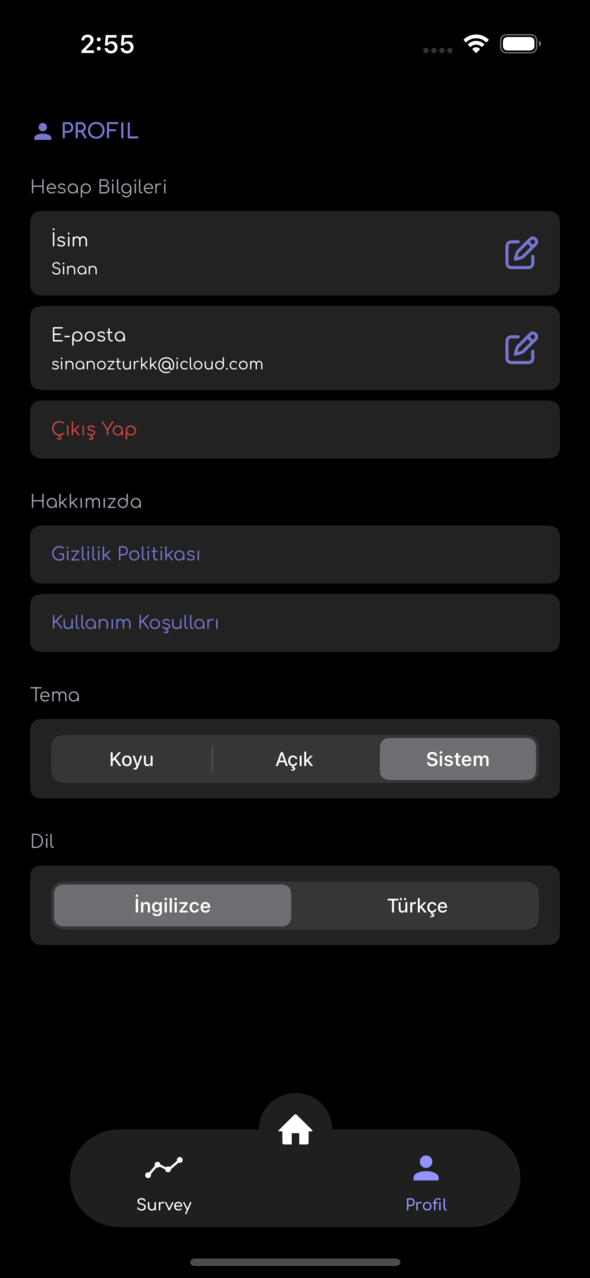 2:55
PROFIL
Hesap Bilgileri
İsim
Sinan
E-posta
sinanozturkk@icloud.com
Çıkış Yap
Hakkımızda
Gizlilik Politikası
Kullanım Koşulları
Tema
Koyu Açık Sistem
Dil
İngilizce Türkçe
Survey Profil